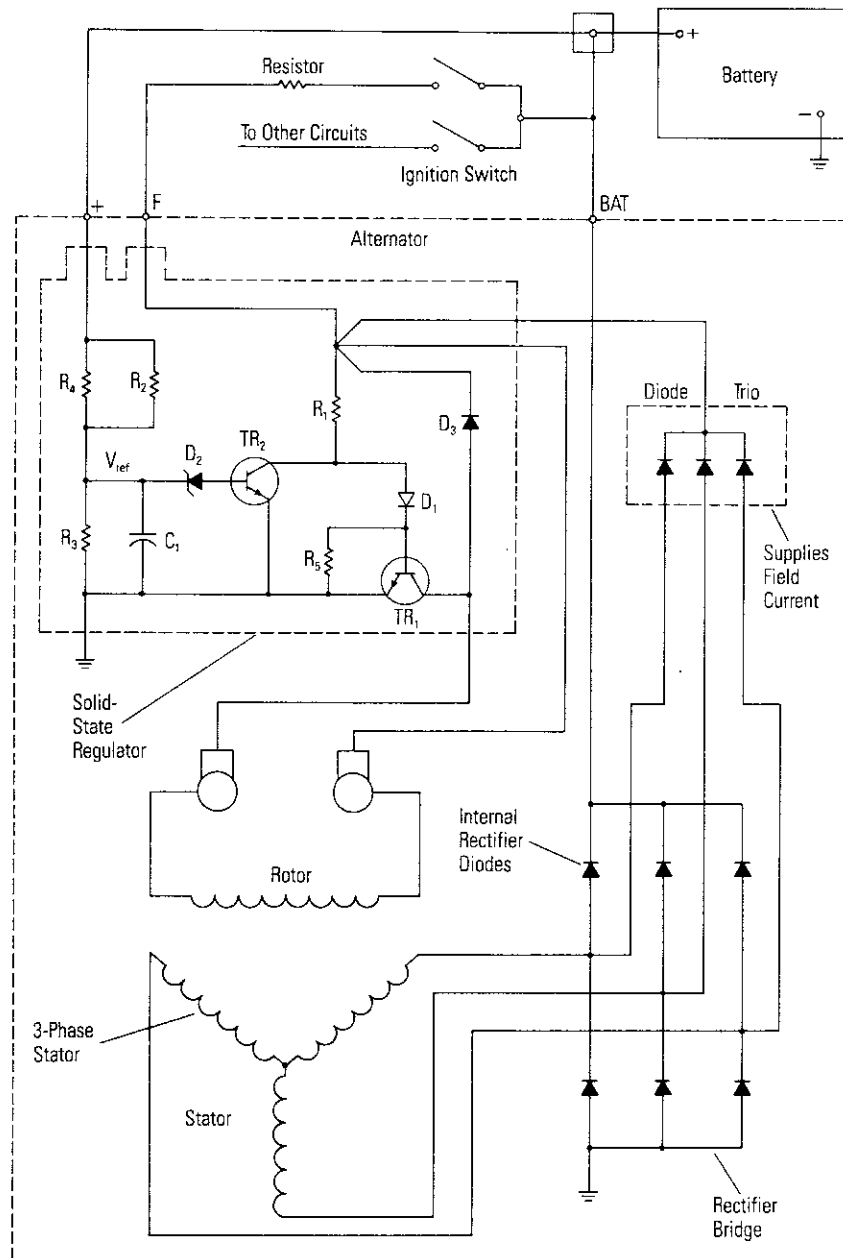 +
Battery
−
Resistor
To Other Circuits
Ignition Switch
+
F
BAT
Alternator
R4
R2
R1
D3
Diode Trio
Vref
D2
TR2
D1
R3
C1
R5
TR1
Supplies
Field
Current
Solid-
State
Regulator
Internal
Rectifier
Diodes
Rotor
3-Phase
Stator
Stator
Rectifier
Bridge